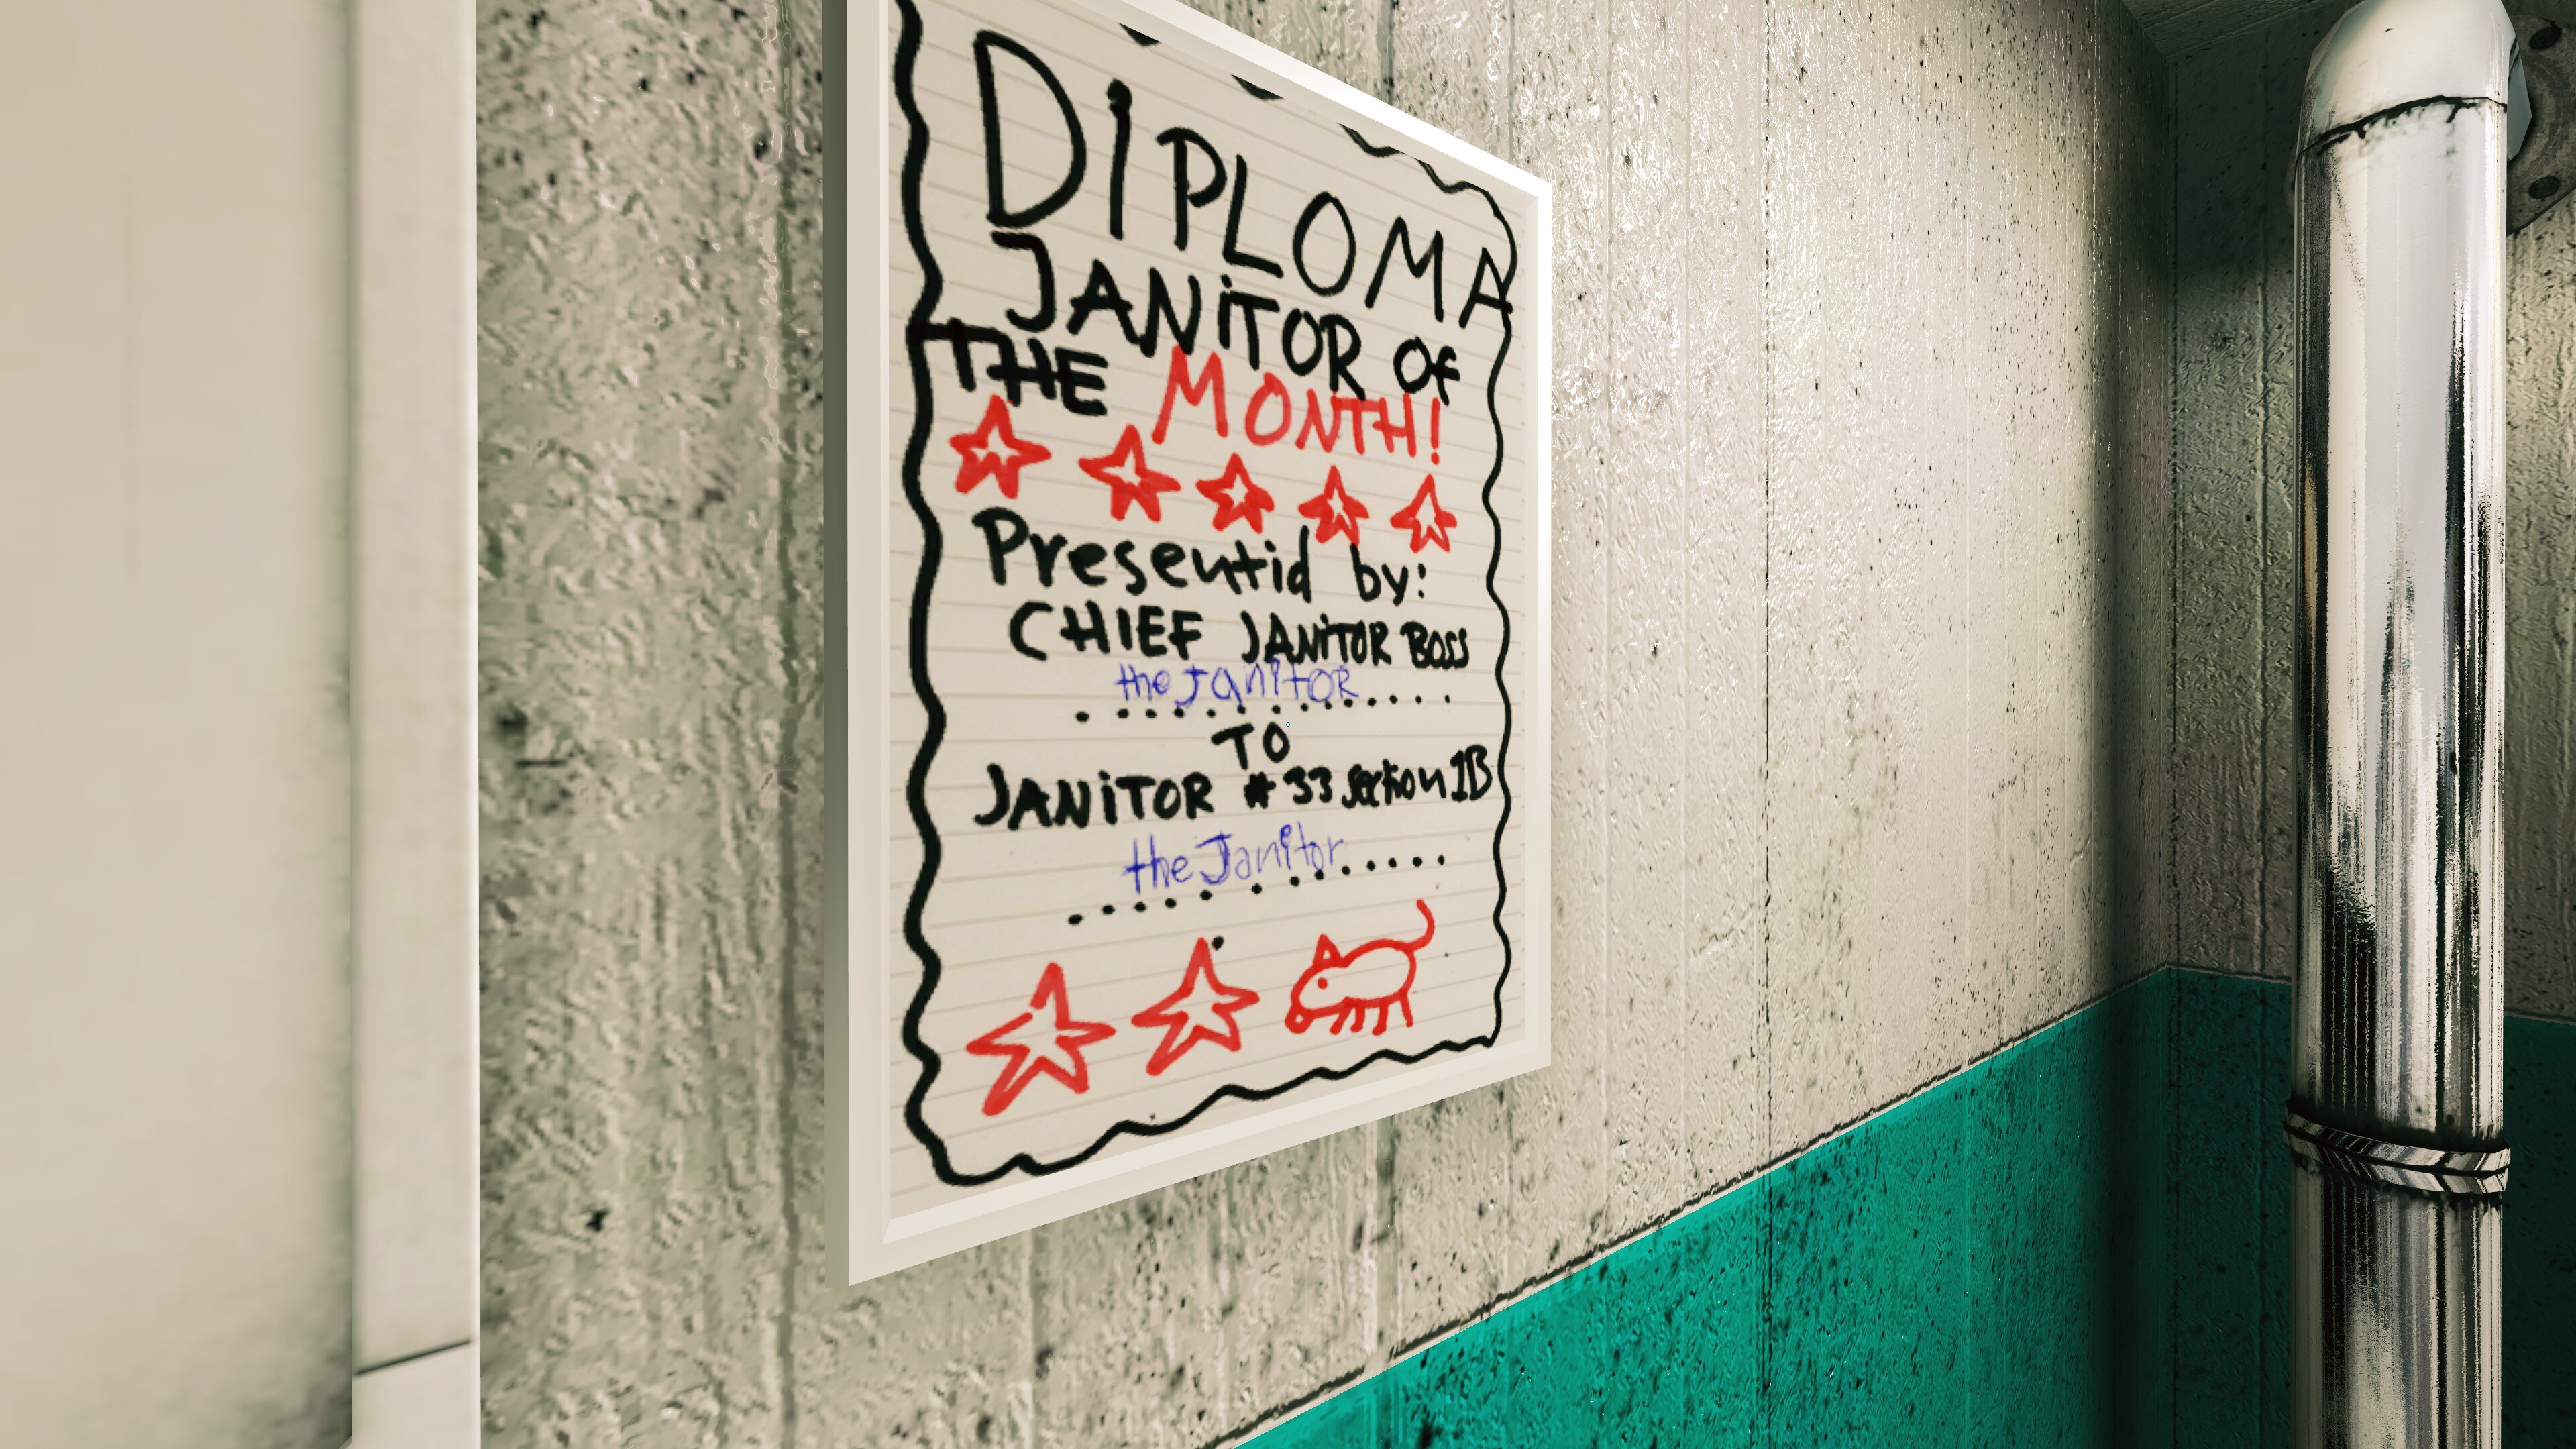 DIPLOMA
JANiTOR Of
THE MONTH!
Presentid by:
CHIEF JANiTOR BOSS
the JanitOR.....
..............
TO
JANiTOR # 33 section 1B
the Janitor......
..........